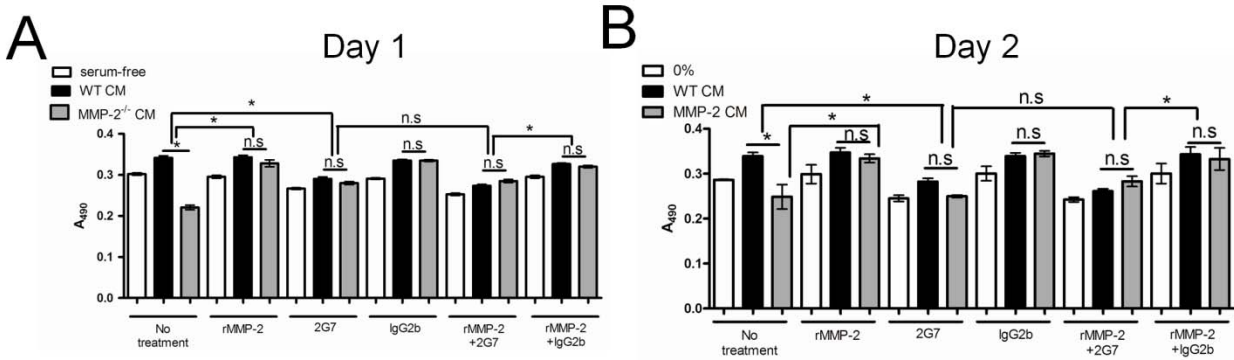 A
Day 1
serum-free
WT CM
MMP-2-/- CM
*
n.s
*
*
*
n.s
n.s
n.s
n.s
n.s
0.4
0.3
0.2
0.1
0.0
A490
No treatment
rMMP-2
2G7
IgG2b
rMMP-2 +2G7
rMMP-2 +IgG2b
B
Day 2
0%
WT CM
MMP-2 CM
*
n.s
*
*
*
n.s
n.s
n.s
n.s
n.s
0.4
0.3
0.2
0.1
0.0
A490
No treatment
rMMP-2
2G7
IgG2b
rMMP-2 +2G7
rMMP-2 +IgG2b